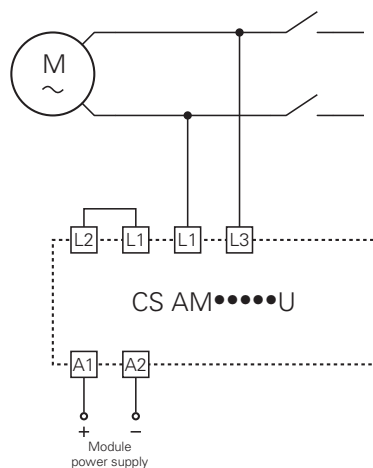 M
∼
L2 L1 L1 L3
CS AM•••••U
A1 A2
+ −
Module
power supply